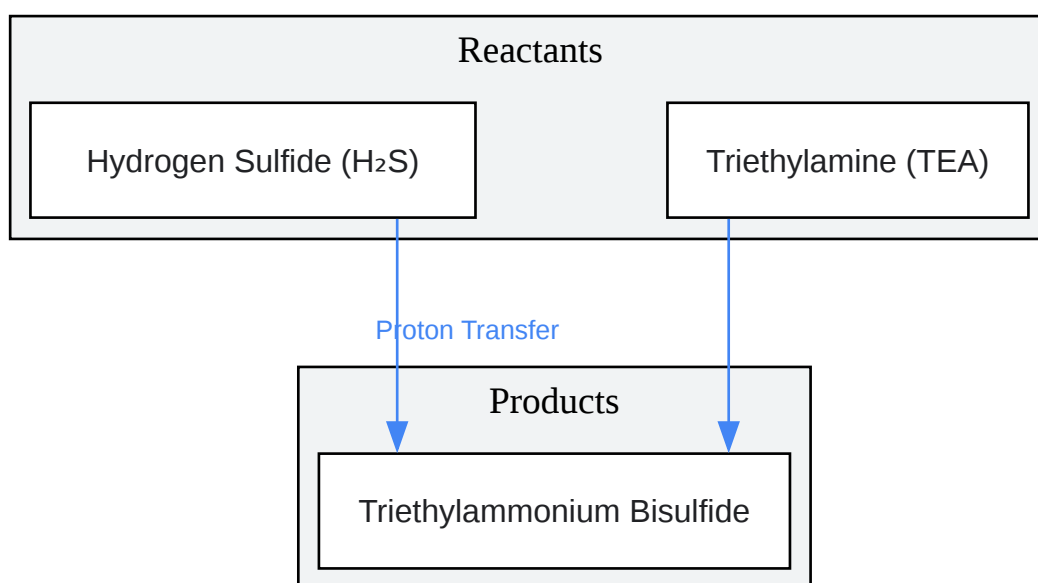 Reactants
Hydrogen Sulfide (H₂S)
Triethylamine (TEA)
Proton Transfer
Products
Triethylammonium Bisulfide